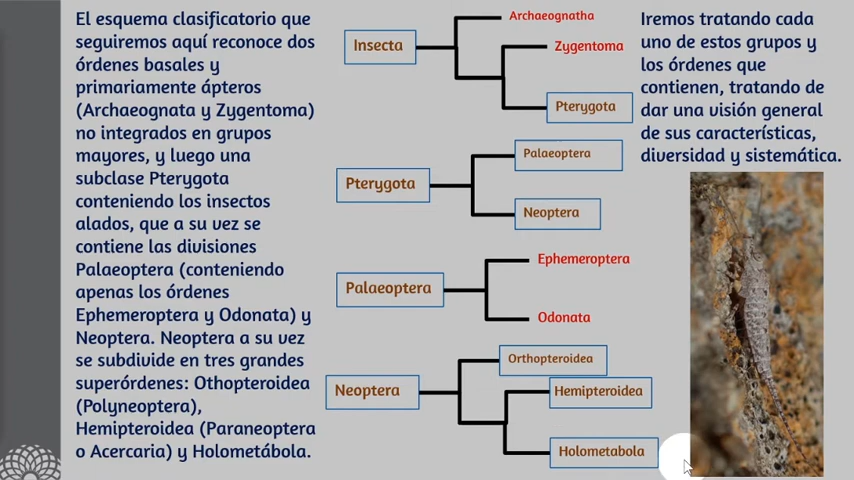 El esquema clasificatorio que
seguiremos aquí reconoce dos
órdenes basales y
primariamente ápteros
(Archaeognata y Zygentoma)
no integrados en grupos
mayores, y luego una
subclase Pterygota
conteniendo los insectos
alados, que a su vez se
contiene las divisiones
Palaeoptera (conteniendo
apenas los órdenes
Ephemeroptera y Odonata) y
Neoptera. Neoptera a su vez
se subdivide en tres grandes
superórdenes: Othopteroidea
(Polyneoptera),
Hemipteroidea (Paraneoptera
o Acercaria) y Holometábola.
Insecta
Archaeognatha
Zygentoma
Pterygota
Pterygota
Palaeoptera
Neoptera
Palaeoptera
Ephemeroptera
Odonata
Neoptera
Orthopteroidea
Hemipteroidea
Holometabola
Iremos tratando cada
uno de estos grupos y
los órdenes que
contienen, tratando de
dar una visión general
de sus características,
diversidad y sistemática.